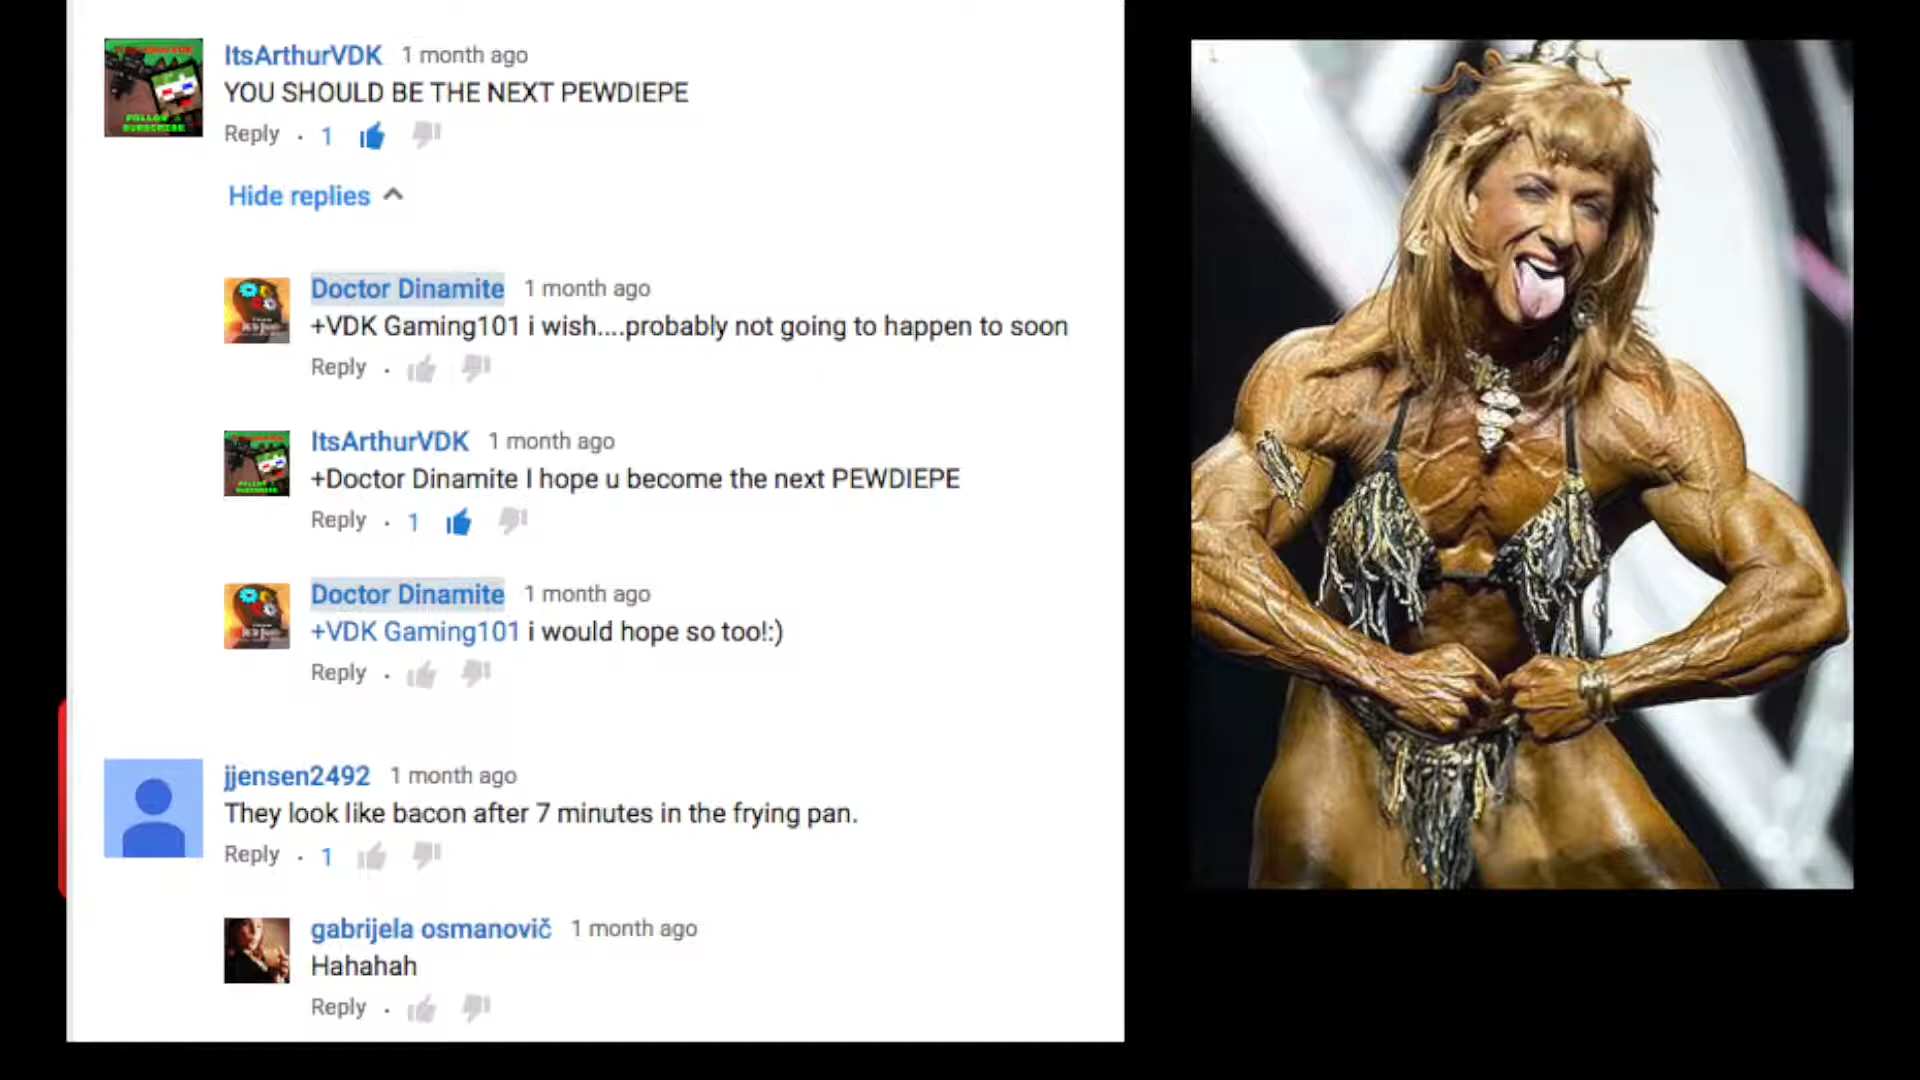 ItsArthurVDK 1 month ago
YOU SHOULD BE THE NEXT PEWDIEPE
Reply . 1
Hide replies
Doctor Dinamite 1 month ago
+VDK Gaming101 i wish....probably not going to happen to soon
Reply .
ItsArthurVDK 1 month ago
+Doctor Dinamite I hope u become the next PEWDIEPE
Reply . 1
Doctor Dinamite 1 month ago
+VDK Gaming101 i would hope so too!:)
Reply .
jjensen2492 1 month ago
They look like bacon after 7 minutes in the frying pan.
Reply . 1
gabrijela osmanovič 1 month ago
Hahahah
Reply .